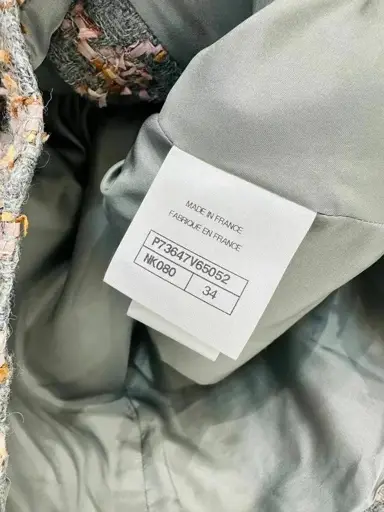 MADE IN FRANCE
FABRIQUE EN FRANCE
P73647V65052
NK080 34